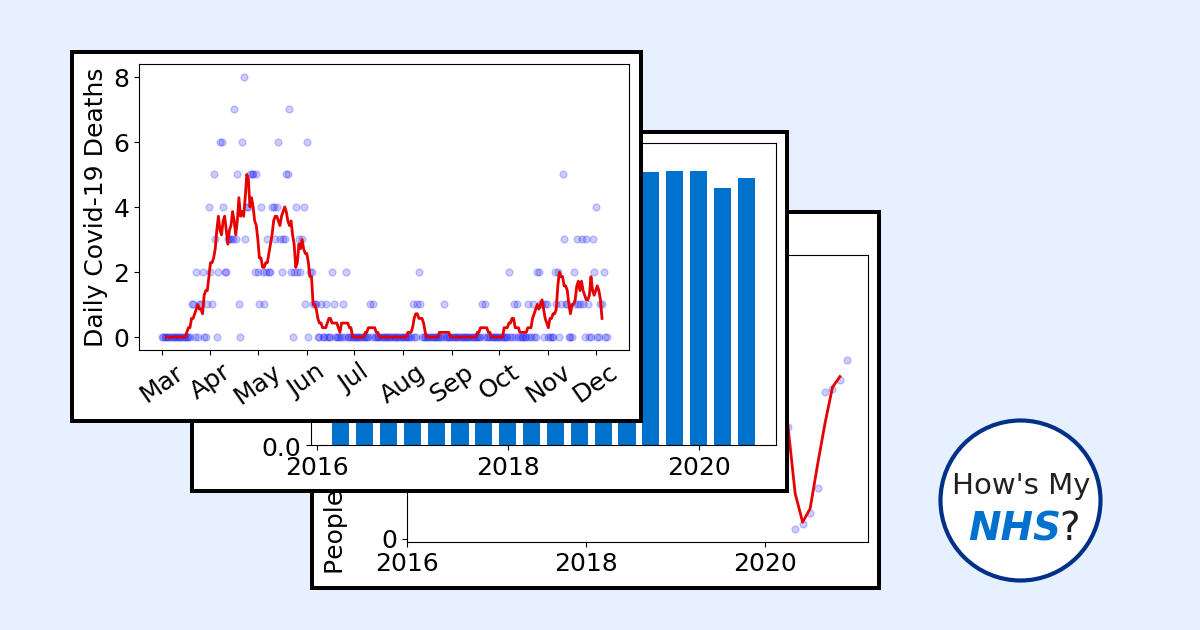 Daily Covid-19 Deaths
8
6
4
2
0
Mar Apr May Jun Jul Aug Sep Oct Nov Dec
0.0
2016 2018 2020
People
0
2016 2018 2020
How's My
NHS?